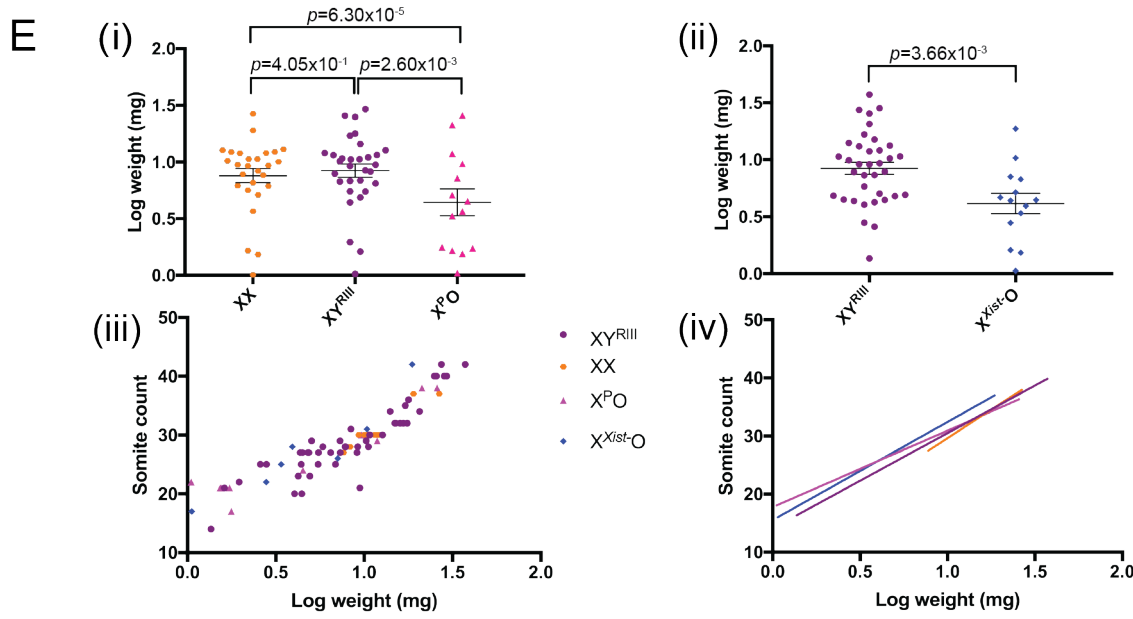 E
(i)
p=6.30x10⁻⁵
p=4.05x10⁻¹
p=2.60x10⁻³
Log weight (mg)
2.0
1.5
1.0
0.5
0.0
XX
XYᴿᴵᴵᴵ
XᴾO
(ii)
p=3.66x10⁻³
Log weight (mg)
2.0
1.5
1.0
0.5
0.0
XYᴿᴵᴵᴵ
Xˣⁱˢᵗ⁻O
(iii)
Somite count
50
40
30
20
10
0.0 0.5 1.0 1.5 2.0
Log weight (mg)
XYᴿᴵᴵᴵ
XX
XᴾO
Xˣⁱˢᵗ⁻O
(iv)
Somite count
50
40
30
20
10
0.0 0.5 1.0 1.5 2.0
Log weight (mg)